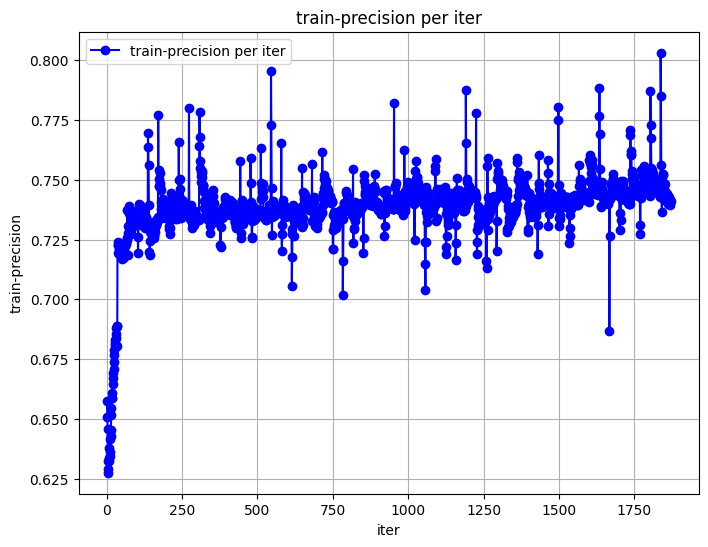 train-precision per iter
train-precision per iter
0.800
0.775
0.750
0.725
0.700
0.675
0.650
0.625
train-precision
0 250 500 750 1000 1250 1500 1750
iter